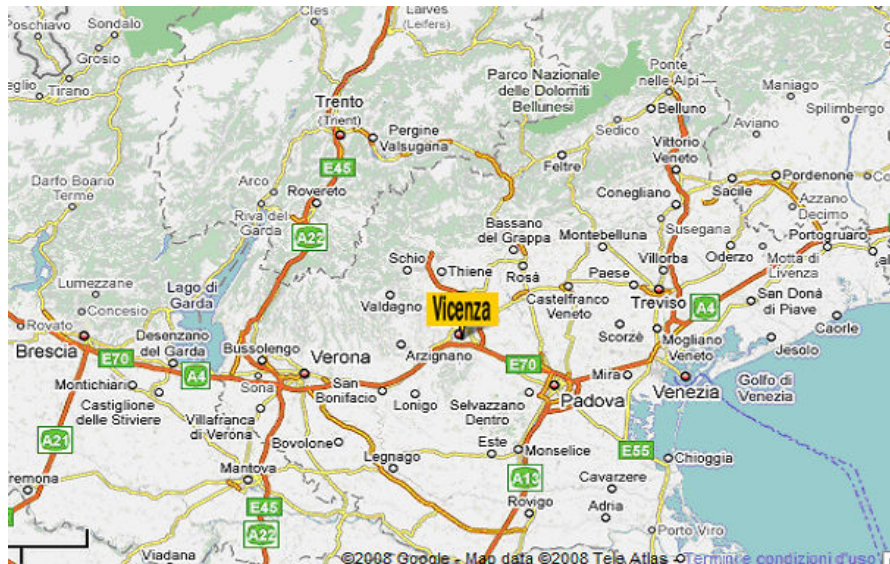 Poschiavo
Sondalo
Grosio
Tirano
Cles
Laives
(Leifers)
Ponte
nelle Alpi
Maniago
Parco Nazionale
delle Dolomiti
Bellunesi
Belluno
Spilimbergo
Trento
(Trient)
Pergine
Valsugana
Sedico
Aviano
Vittorio
Veneto
E45
Feltre
Pordenone
Darfo Boario
Terme
Arco
Rovereto
Conegliano
Sacile
Azzano
Decimo
Riva del
Garda
A22
Bassano
del Grappa
Montebelluna
Susegana
Portogruaro
Schio
Thiene
Rosà
Villorba
Oderzo
Motta di
Livenza
Lumezzane
Lago di
Garda
Paese
Valdagno
Vicenza
Castelfranco
Veneto
Treviso
A4
San Donà
di Piave
Concesio
Rovato
Brescia
Desenzano
del Garda
Bussolengo
Verona
Arzignano
Scorzè
Mogliano
Veneto
Caorle
Jesolo
E70
E70
A4
Montichiari
Sona
San
Bonifacio
Mira
Venezia
Golfo di
Venezia
Castiglione
delle Stiviere
Villafranca
di Verona
Lonigo
Selvazzano
Dentro
Padova
A21
Bovolone
Este
Monselice
E55
Chioggia
Legnago
Mantova
A13
Cavarzere
E45
Rovigo
Adria
A22
Porto Viro
Viadana
©2008 Google - Map data ©2008 Tele Atlas - Termini e condizioni d'uso